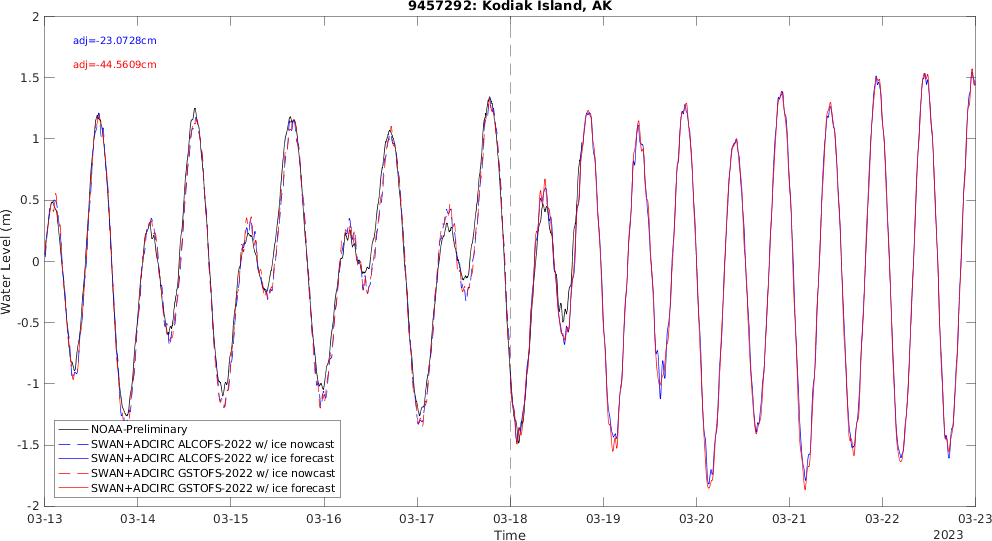 9457292: Kodiak Island, AK
adj=-23.0728cm
adj=-44.5609cm
2
1.5
1
0.5
0
-0.5
-1
-1.5
-2
Water Level (m)
NOAA-Preliminary
SWAN+ADCIRC ALCOFS-2022 w/ ice nowcast
SWAN+ADCIRC ALCOFS-2022 w/ ice forecast
SWAN+ADCIRC GSTOFS-2022 w/ ice nowcast
SWAN+ADCIRC GSTOFS-2022 w/ ice forecast
03-13 03-14 03-15 03-16 03-17 03-18 03-19 03-20 03-21 03-22 03-23
Time
2023